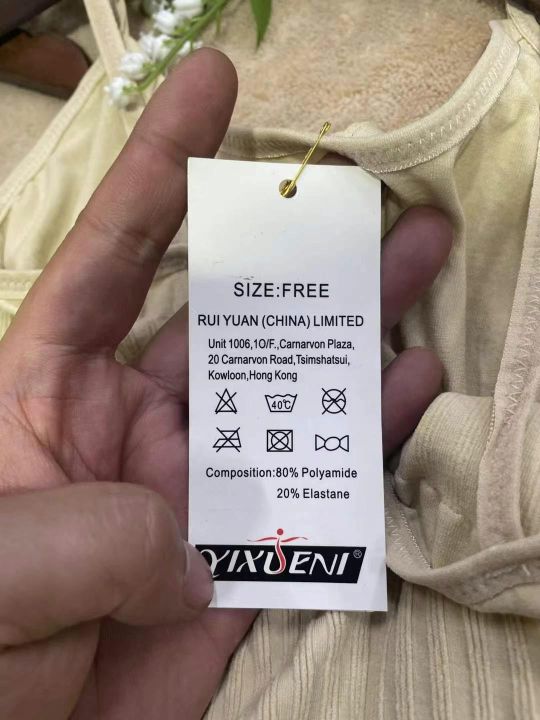 SIZE:FREE
RUI YUAN (CHINA) LIMITED
Unit 1006,1O/F.,Carnarvon Plaza,
20 Carnarvon Road,Tsimshatsui,
Kowloon,Hong Kong
40℃
Composition:80% Polyamide
20% Elastane
YIXUENI®